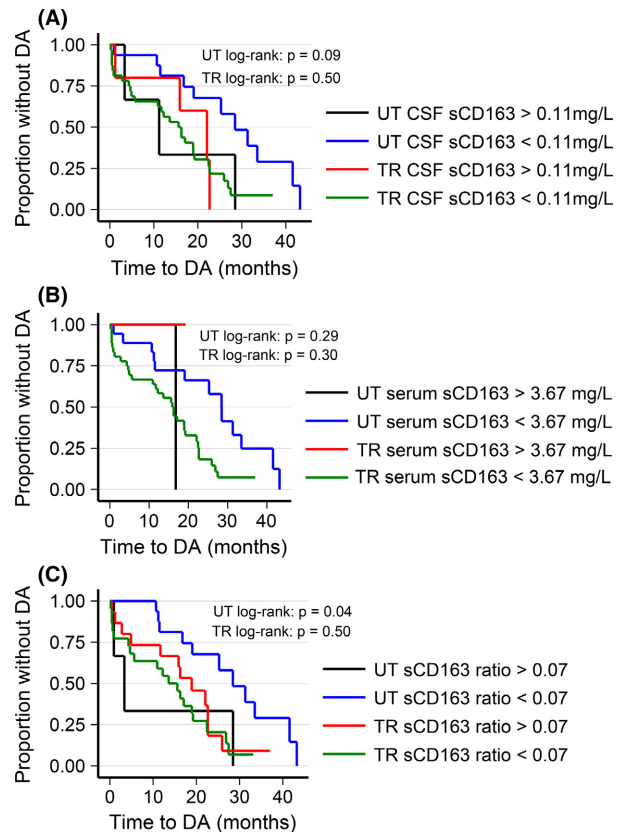 (A)
Proportion without DA
1.00
0.75
0.50
0.25
0.00
UT log-rank: p = 0.09
TR log-rank: p = 0.50
0 10 20 30 40
Time to DA (months)
UT CSF sCD163 > 0.11mg/L
UT CSF sCD163 < 0.11mg/L
TR CSF sCD163 > 0.11mg/L
TR CSF sCD163 < 0.11mg/L
(B)
Proportion without DA
1.00
0.75
0.50
0.25
0.00
UT log-rank: p = 0.29
TR log-rank: p = 0.30
0 10 20 30 40
Time to DA (months)
UT serum sCD163 > 3.67 mg/L
UT serum sCD163 < 3.67 mg/L
TR serum sCD163 > 3.67 mg/L
TR serum sCD163 < 3.67 mg/L
(C)
Proportion without DA
1.00
0.75
0.50
0.25
0.00
UT log-rank: p = 0.04
TR log-rank: p = 0.50
0 10 20 30 40
Time to DA (months)
UT sCD163 ratio > 0.07
UT sCD163 ratio < 0.07
TR sCD163 ratio > 0.07
TR sCD163 ratio < 0.07